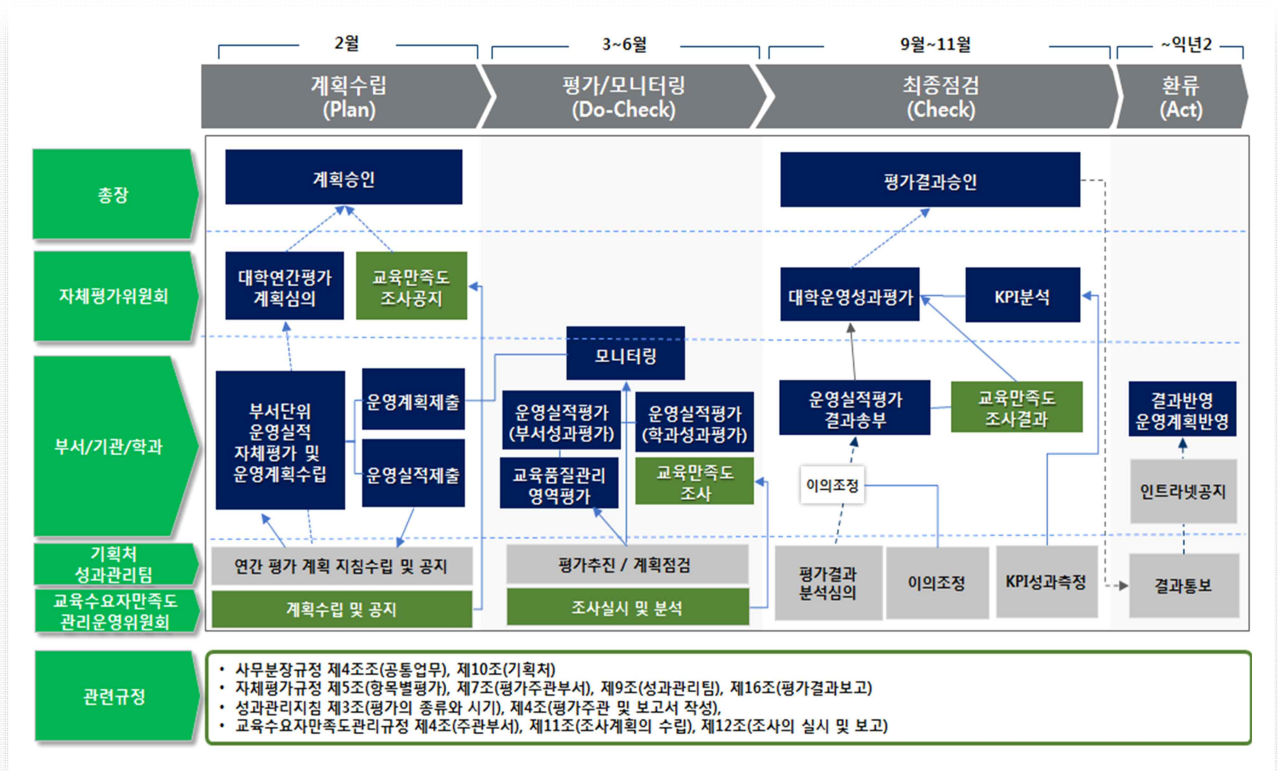 2월
3~6월
9월~11월
~익년2
계획수립
(Plan)
평가/모니터링
(Do-Check)
최종점검
(Check)
환류
(Act)
총장
계획승인
평가결과승인
자체평가위원회
대학연간평가
계획심의
교육만족도
조사공지
대학운영성과평가
KPI분석
부서/기관/학과
부서단위
운영실적
자체평가 및
운영계획수립
운영계획제출
운영실적제출
모니터링
운영실적평가
(부서성과평가)
운영실적평가
(학과성과평가)
교육품질관리
영역평가
교육만족도
조사
운영실적평가
결과송부
교육만족도
조사결과
이의조정
결과반영
운영계획반영
인트라넷공지
기획처
성과관리팀
연간 평가 계획 지침수립 및 공지
평가추진 / 계획점검
평가결과
분석심의
이의조정
KPI성과측정
결과통보
교육수요자만족도
관리운영위원회
계획수립 및 공지
조사실시 및 분석
관련규정
• 사무분장규정 제4조조(공통업무), 제10조(기획처)
• 자체평가규정 제5조(항목별평가), 제7조(평가주관부서), 제9조(성과관리팀), 제16조(평가결과보고)
• 성과관리지침 제3조(평가의 종류와 시기), 제4조(평가주관 및 보고서 작성),
• 교육수요자만족도관리규정 제4조(주관부서), 제11조(조사계획의 수립), 제12조(조사의 실시 및 보고)